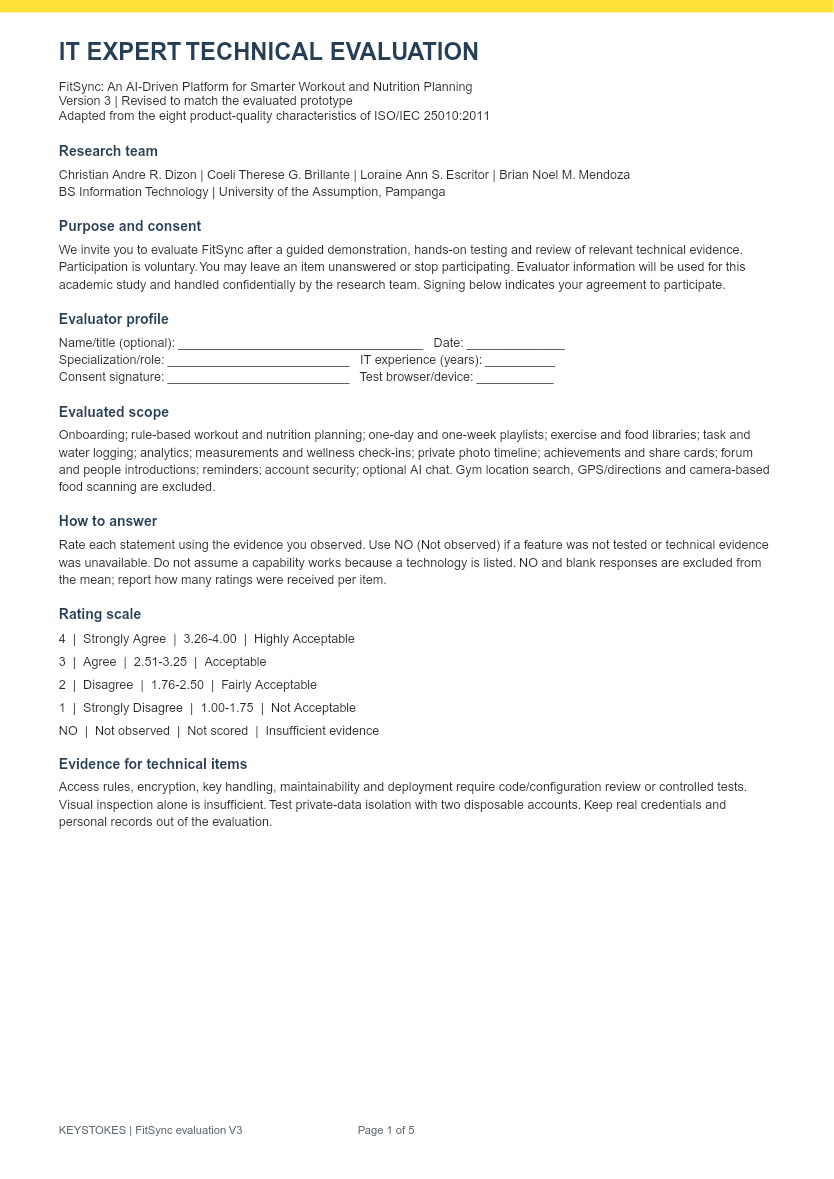 IT EXPERT TECHNICAL EVALUATION
FitSync: An AI-Driven Platform for Smarter Workout and Nutrition Planning
Version 3 | Revised to match the evaluated prototype
Adapted from the eight product-quality characteristics of ISO/IEC 25010:2011
Research team
Christian Andre R. Dizon | Coeli Therese G. Brillante | Loraine Ann S. Escritor | Brian Noel M. Mendoza
BS Information Technology | University of the Assumption, Pampanga
Purpose and consent
We invite you to evaluate FitSync after a guided demonstration, hands-on testing and review of relevant technical evidence.
Participation is voluntary. You may leave an item unanswered or stop participating. Evaluator information will be used for this
academic study and handled confidentially by the research team. Signing below indicates your agreement to participate.
Evaluator profile
Name/title (optional): ___________________________________ Date: ______________
Specialization/role: __________________________ IT experience (years): __________
Consent signature: __________________________ Test browser/device: ___________
Evaluated scope
Onboarding; rule-based workout and nutrition planning; one-day and one-week playlists; exercise and food libraries; task and
water logging; analytics; measurements and wellness check-ins; private photo timeline; achievements and share cards; forum
and people introductions; reminders; account security; optional AI chat. Gym location search, GPS/directions and camera-based
food scanning are excluded.
How to answer
Rate each statement using the evidence you observed. Use NO (Not observed) if a feature was not tested or technical evidence
was unavailable. Do not assume a capability works because a technology is listed. NO and blank responses are excluded from
the mean; report how many ratings were received per item.
Rating scale
4 | Strongly Agree | 3.26-4.00 | Highly Acceptable
3 | Agree | 2.51-3.25 | Acceptable
2 | Disagree | 1.76-2.50 | Fairly Acceptable
1 | Strongly Disagree | 1.00-1.75 | Not Acceptable
NO | Not observed | Not scored | Insufficient evidence
Evidence for technical items
Access rules, encryption, key handling, maintainability and deployment require code/configuration review or controlled tests.
Visual inspection alone is insufficient. Test private-data isolation with two disposable accounts. Keep real credentials and
personal records out of the evaluation.
KEYSTOKES | FitSync evaluation V3 Page 1 of 5